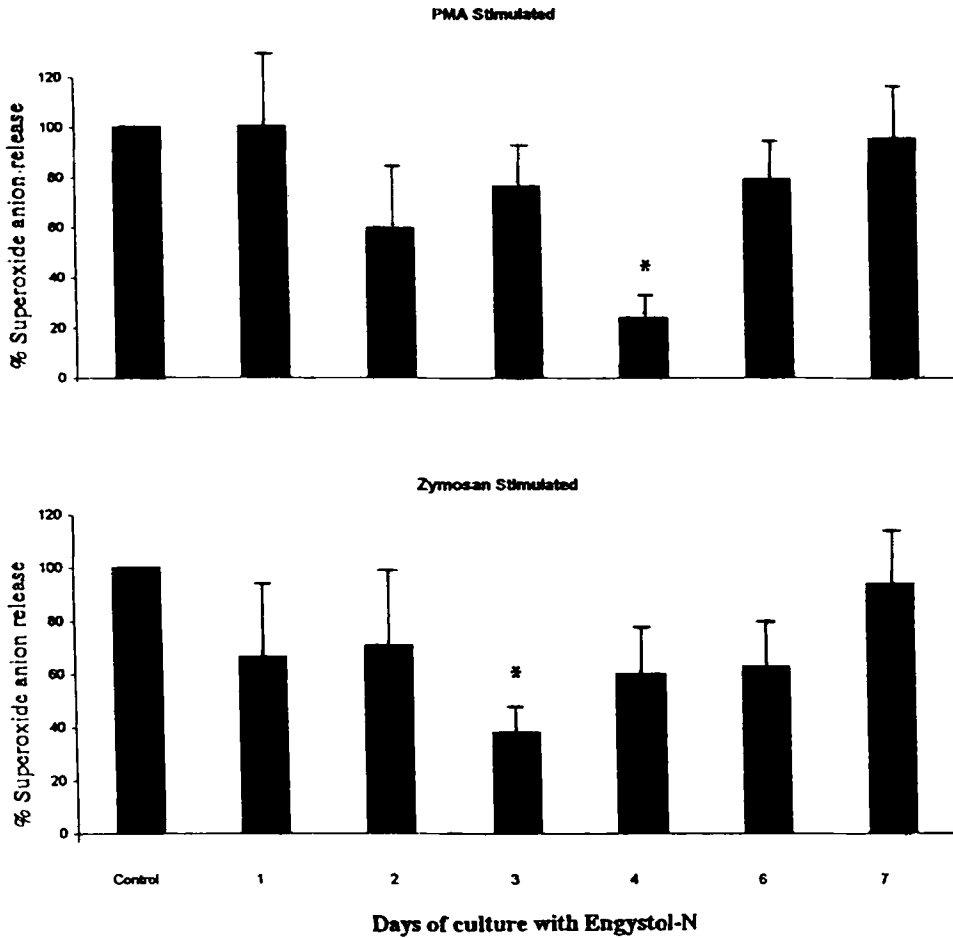 PMA Stimulated
120
100
80
60
40
20
0
% Superoxide anion release
*
Zymosan Stimulated
120
100
80
60
40
20
0
% Superoxide anion release
*
Control 1 2 3 4 6 7
Days of culture with Engystol-N